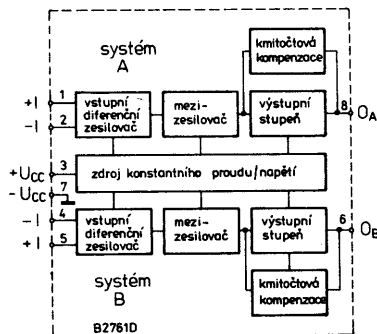 systém
A
kmitočtová
kompenzace
+I 1
vstupní
diferenční
zesilovač
mezi-
zesilovač
výstupní
stupeň
8 OA
-I 2
+UCC 3
zdroj konstantního proudu/napětí
-UCC 7
-I 4
vstupní
diferenční
zesilovač
mezi-
zesilovač
výstupní
stupeň
6 OB
+I 5
systém
B
kmitočtová
kompenzace
B2761D